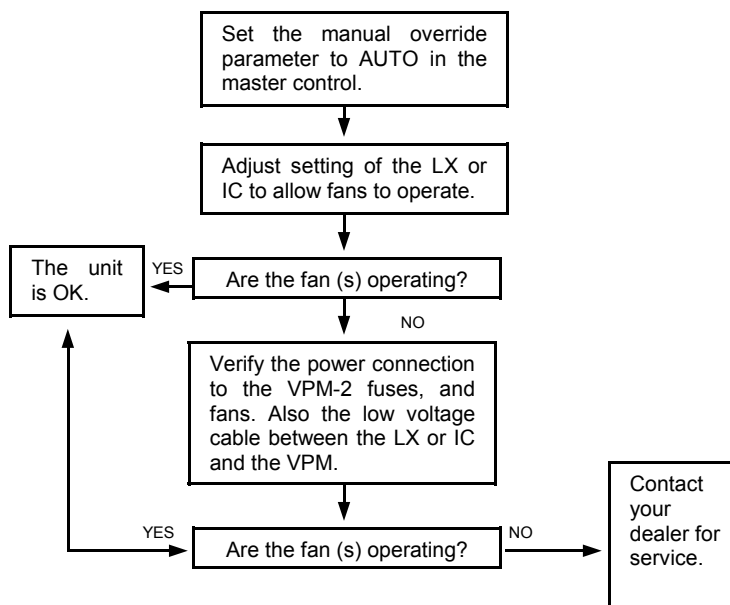 Set the manual override
parameter to AUTO in the
master control.
Adjust setting of the LX or
IC to allow fans to operate.
The unit
is OK.
YES
Are the fan (s) operating?
NO
Verify the power connection
to the VPM-2 fuses, and
fans. Also the low voltage
cable between the LX or IC
and the VPM.
YES
Are the fan (s) operating?
NO
Contact
your
dealer for
service.